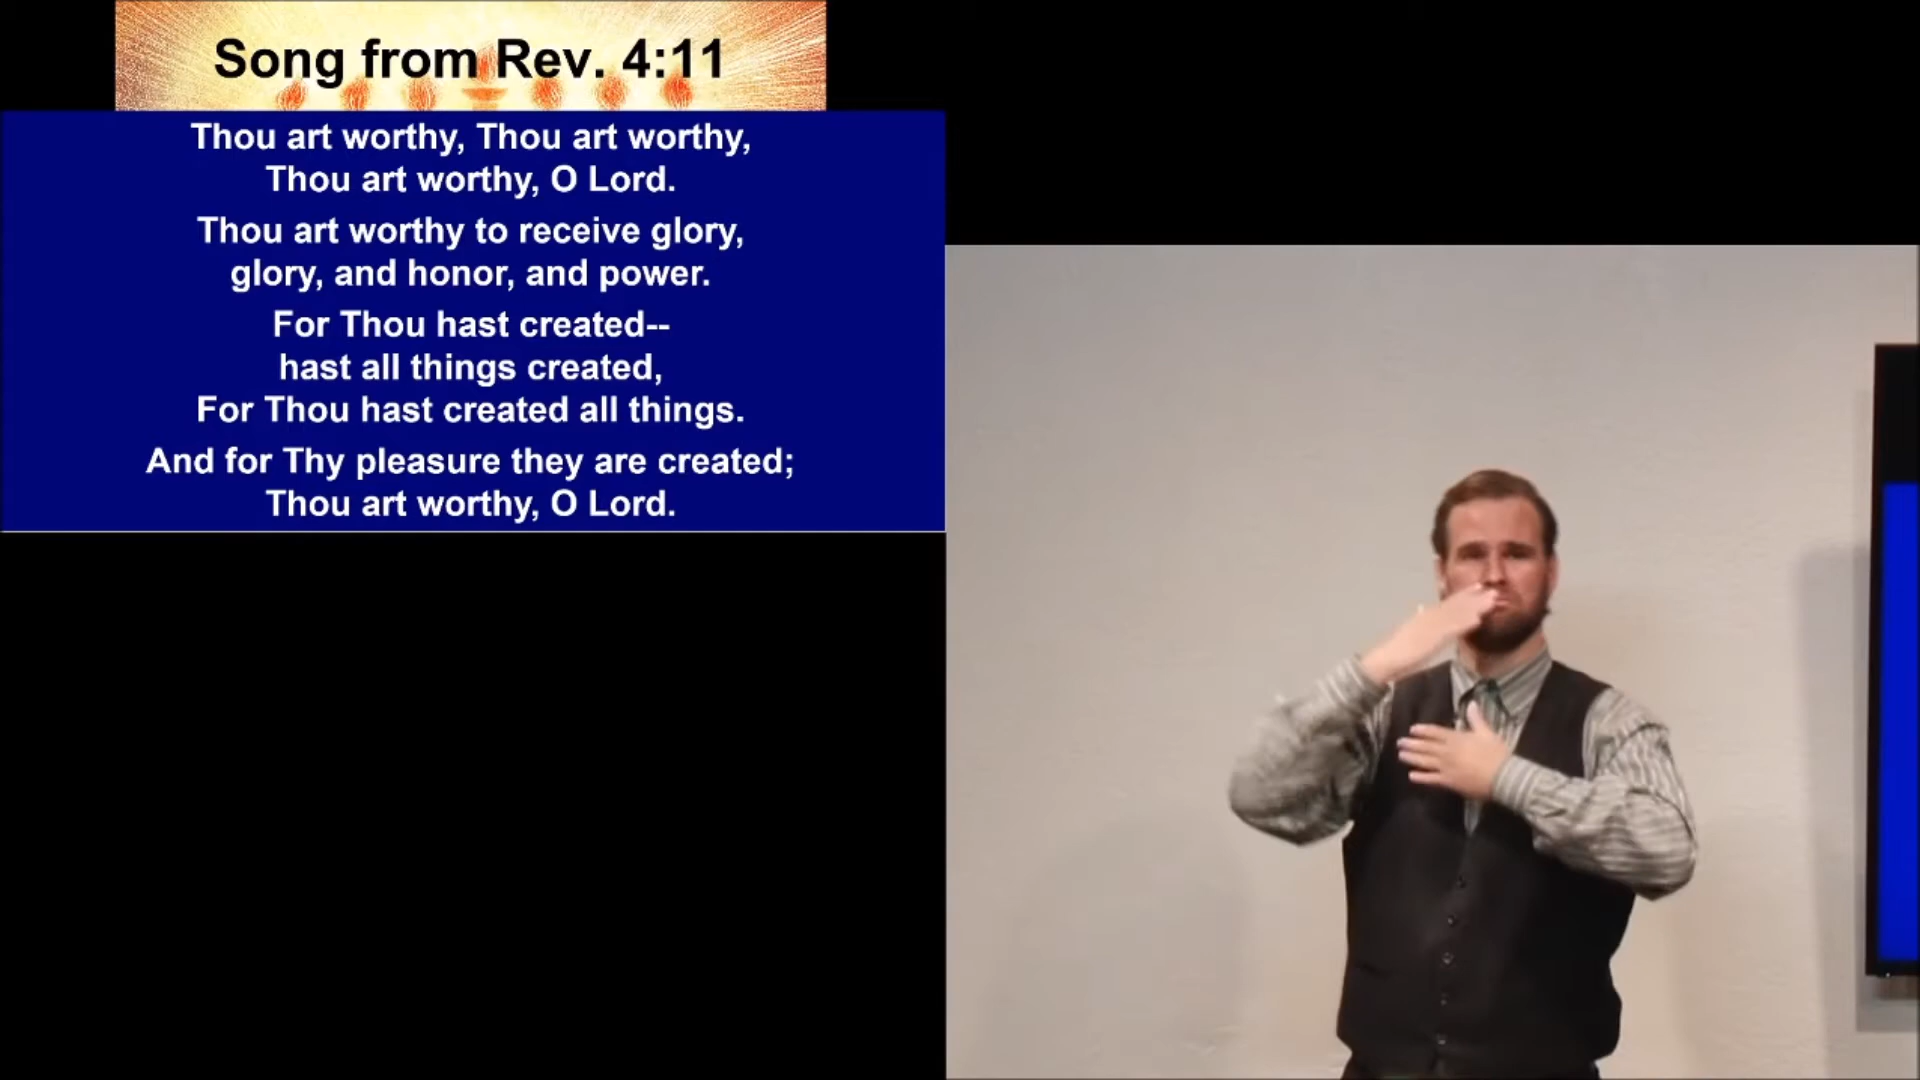 Song from Rev. 4:11
Thou art worthy, Thou art worthy,
Thou art worthy, O Lord.
Thou art worthy to receive glory,
glory, and honor, and power.
For Thou hast created--
hast all things created,
For Thou hast created all things.
And for Thy pleasure they are created;
Thou art worthy, O Lord.